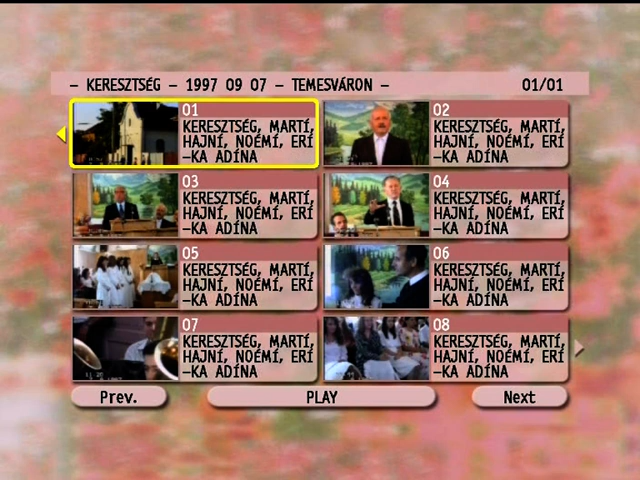 – KERESZTSÉG – 1997 09 07 – TEMESVÁRON –
01/01
01
KERESZTSÉG, MARTÍ,
HAJNÍ, NOÉMÍ, ERÍ
–KA ADÍNA
02
KERESZTSÉG, MARTÍ,
HAJNÍ, NOÉMÍ, ERÍ
–KA ADÍNA
03
KERESZTSÉG, MARTÍ,
HAJNÍ, NOÉMÍ, ERÍ
–KA ADÍNA
04
KERESZTSÉG, MARTÍ,
HAJNÍ, NOÉMÍ, ERÍ
–KA ADÍNA
05
KERESZTSÉG, MARTÍ,
HAJNÍ, NOÉMÍ, ERÍ
–KA ADÍNA
06
KERESZTSÉG, MARTÍ,
HAJNÍ, NOÉMÍ, ERÍ
–KA ADÍNA
07
KERESZTSÉG, MARTÍ,
HAJNÍ, NOÉMÍ, ERÍ
–KA ADÍNA
08
KERESZTSÉG, MARTÍ,
HAJNÍ, NOÉMÍ, ERÍ
–KA ADÍNA
Prev.
PLAY
Next